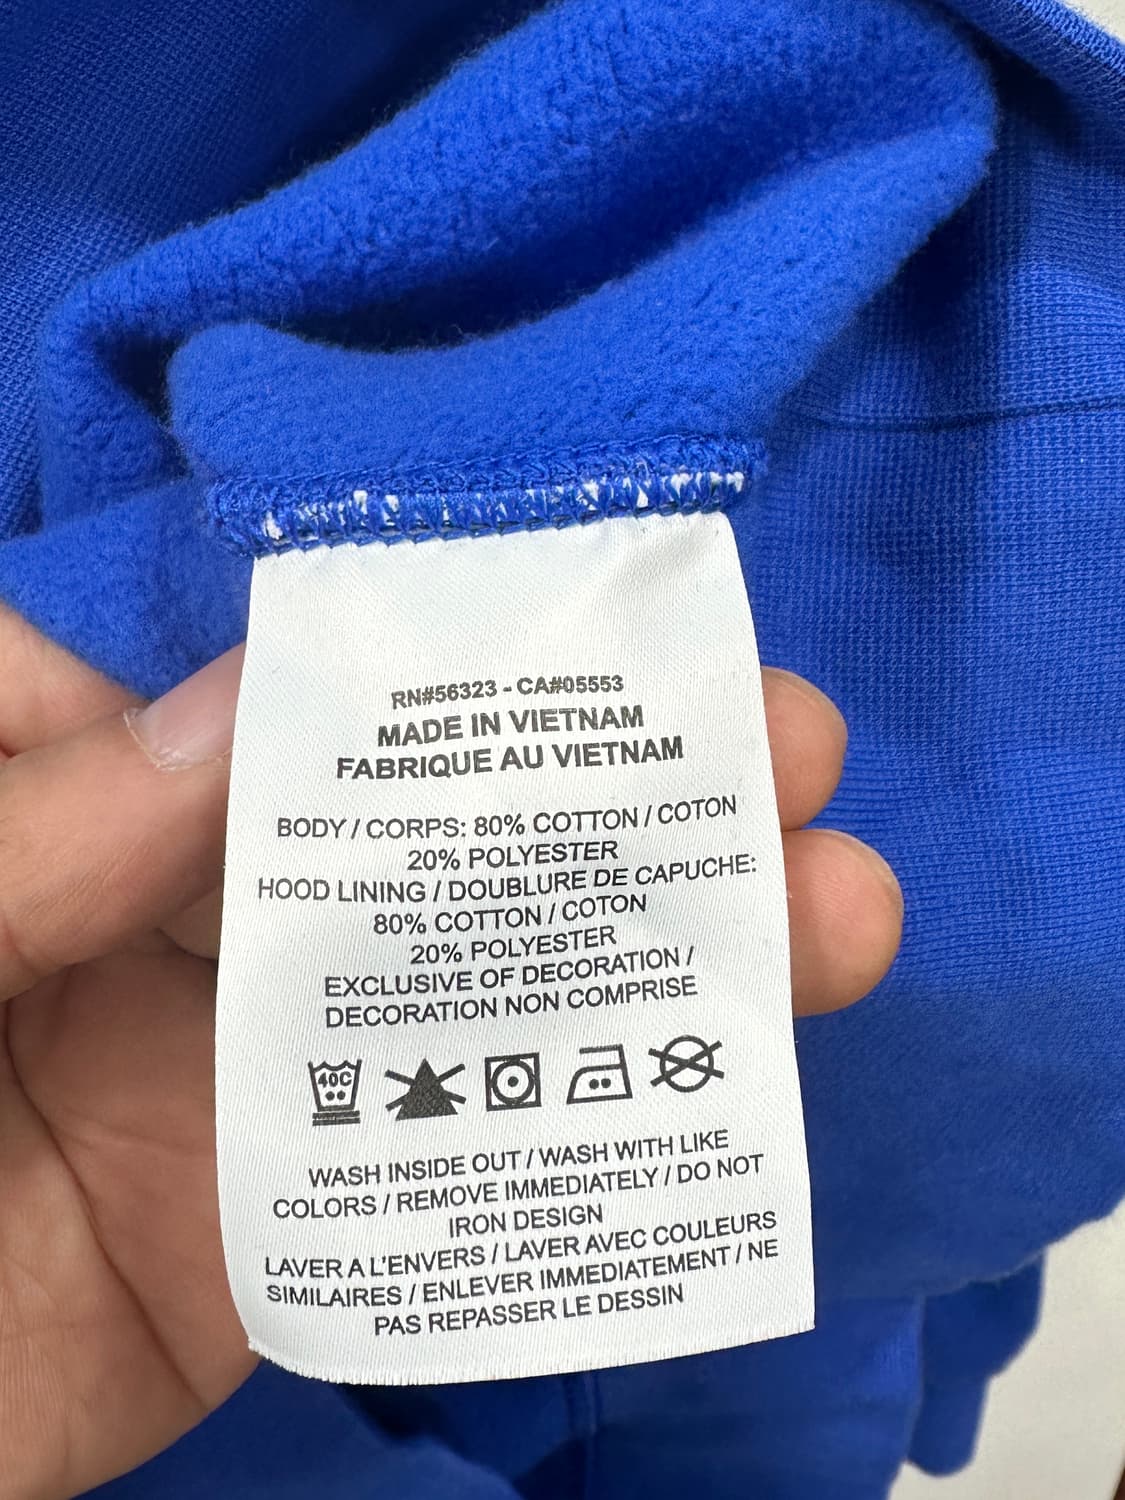 RN#56323 - CA#05553
MADE IN VIETNAM
FABRIQUE AU VIETNAM
BODY / CORPS: 80% COTTON / COTON
20% POLYESTER
HOOD LINING / DOUBLURE DE CAPUCHE:
80% COTTON / COTON
20% POLYESTER
EXCLUSIVE OF DECORATION /
DECORATION NON COMPRISE
40C
WASH INSIDE OUT / WASH WITH LIKE
COLORS / REMOVE IMMEDIATELY / DO NOT
IRON DESIGN
LAVER A L'ENVERS / LAVER AVEC COULEURS
SIMILAIRES / ENLEVER IMMEDIATEMENT / NE
PAS REPASSER LE DESSIN